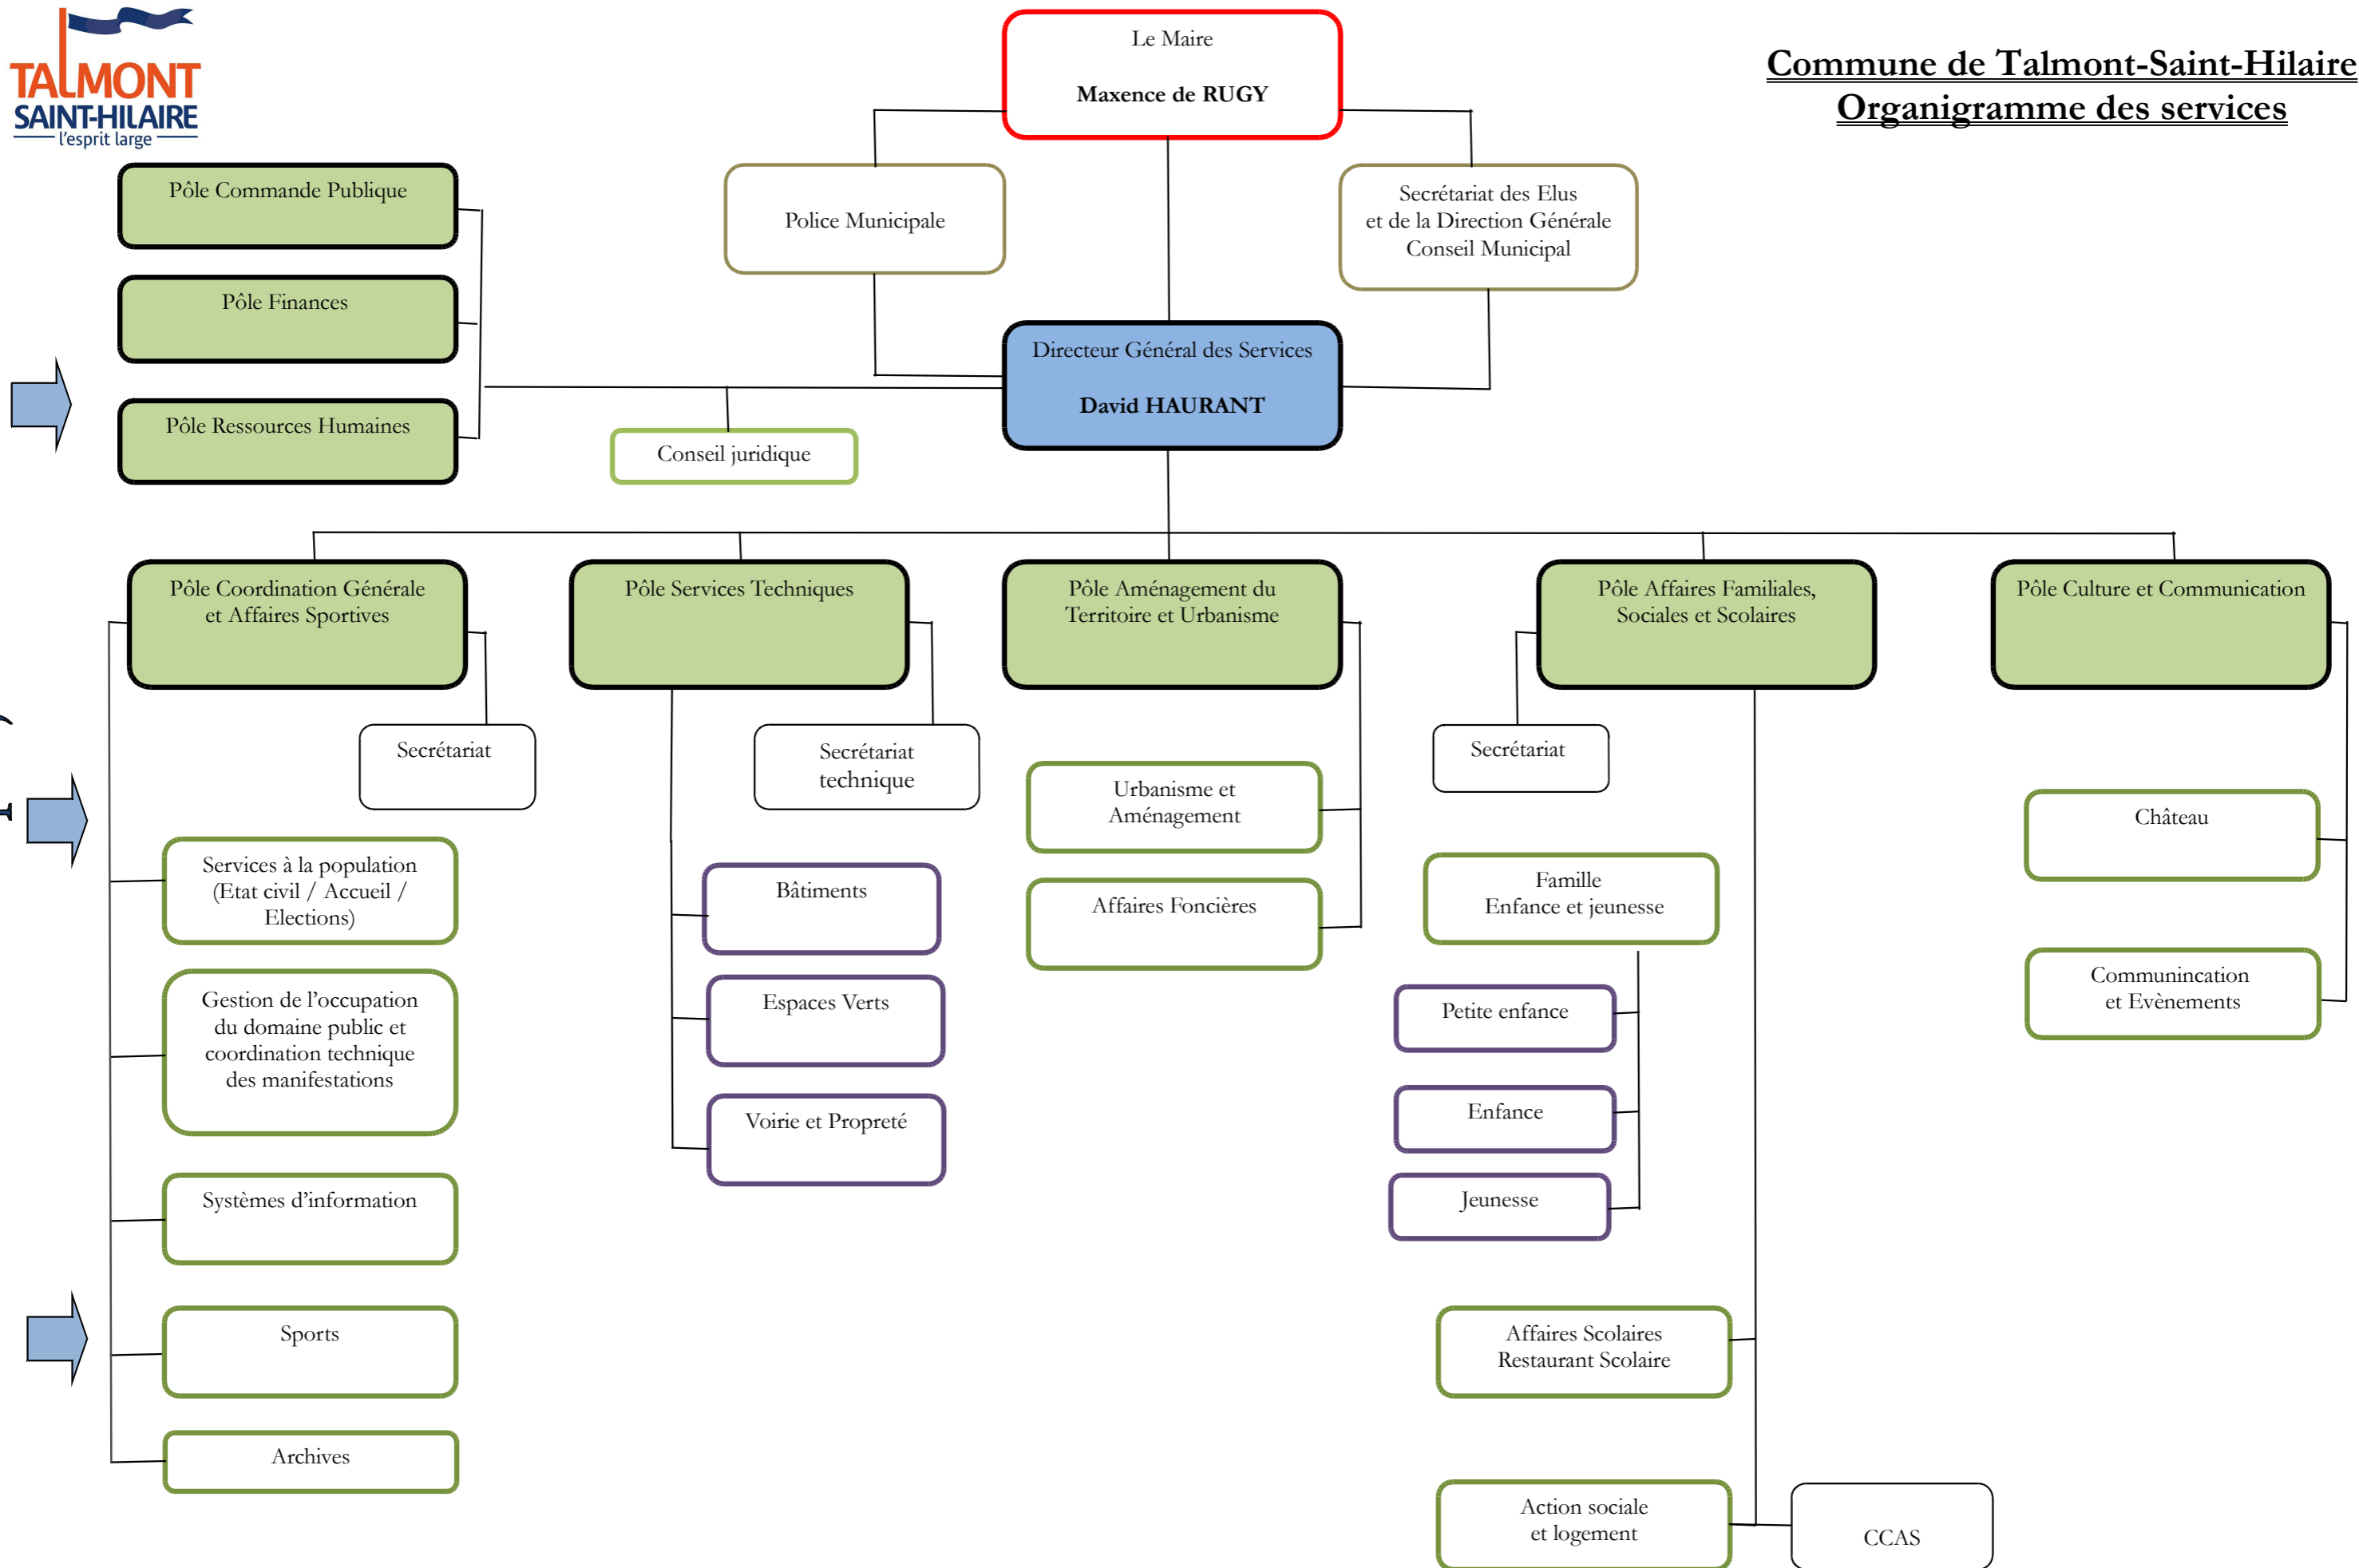 TALMONT
SAINT-HILAIRE
l'esprit large
Le Maire
Maxence de RUGY
Commune de Talmont-Saint-Hilaire
Organigramme des services
Pôle Commande Publique
Police Municipale
Secrétariat des Elus
et de la Direction Générale
Conseil Municipal
Pôle Finances
Directeur Général des Services
David HAURANT
Pôle Ressources Humaines
Conseil juridique
Pôle Coordination Générale
et Affaires Sportives
Pôle Services Techniques
Pôle Aménagement du
Territoire et Urbanisme
Pôle Affaires Familiales,
Sociales et Scolaires
Pôle Culture et Communication
Secrétariat
Services à la population
(Etat civil / Accueil /
Elections)
Gestion de l'occupation
du domaine public et
coordination technique
des manifestations
Systèmes d'information
Sports
Archives
Secrétariat
technique
Bâtiments
Espaces Verts
Voirie et Propreté
Urbanisme et
Aménagement
Affaires Foncières
Secrétariat
Famille
Enfance et jeunesse
Petite enfance
Enfance
Jeunesse
Affaires Scolaires
Restaurant Scolaire
Action sociale
et logement
CCAS
Château
Communincation
et Evènements